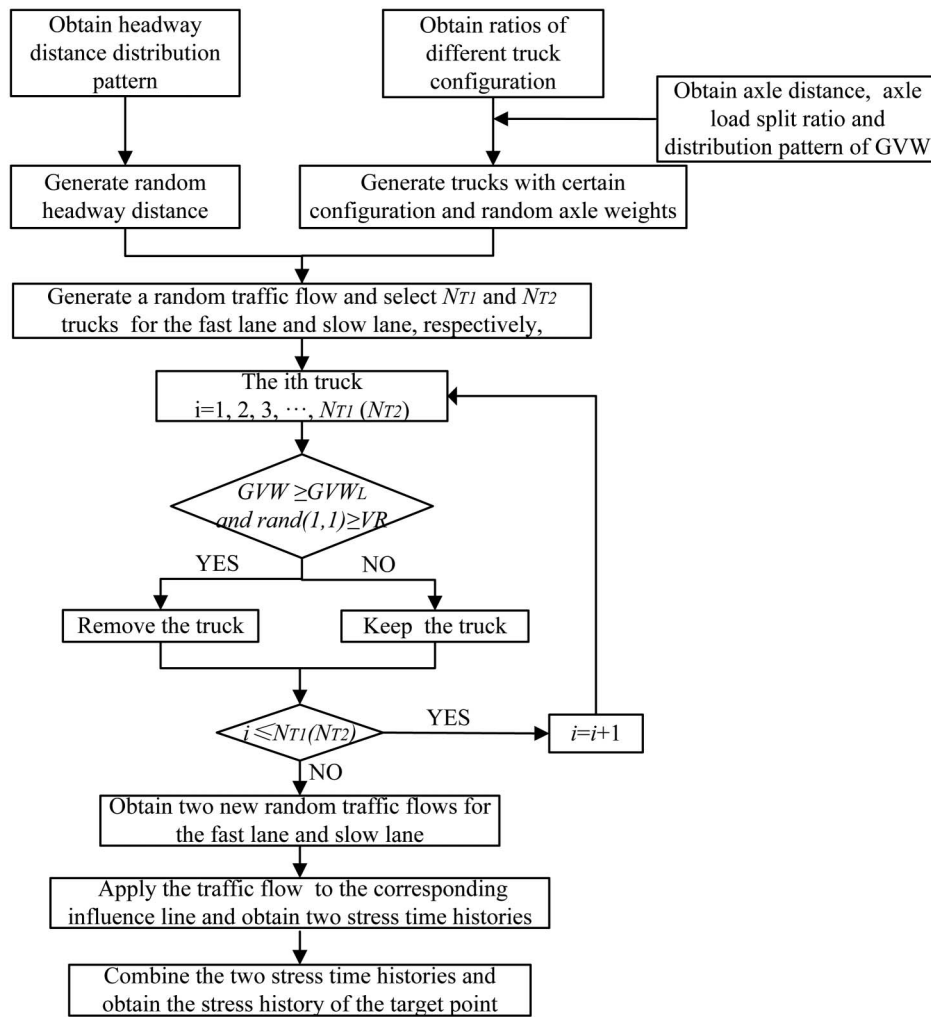 Obtain headway
distance distribution
pattern
Obtain ratios of
different truck
configuration
Obtain axle distance, axle
load split ratio and
distribution pattern of GVW
Generate random
headway distance
Generate trucks with certain
configuration and random axle weights
Generate a random traffic flow and select NT1 and NT2
trucks for the fast lane and slow lane, respectively,
The ith truck
i=1, 2, 3, ···, NT1 (NT2)
GVW ≥GVWL
and rand(1,1)≥VR
YES
NO
Remove the truck
Keep the truck
i ≤NT1(NT2)
YES
i=i+1
NO
Obtain two new random traffic flows for
the fast lane and slow lane
Apply the traffic flow to the corresponding
influence line and obtain two stress time histories
Combine the two stress time histories and
obtain the stress history of the target point